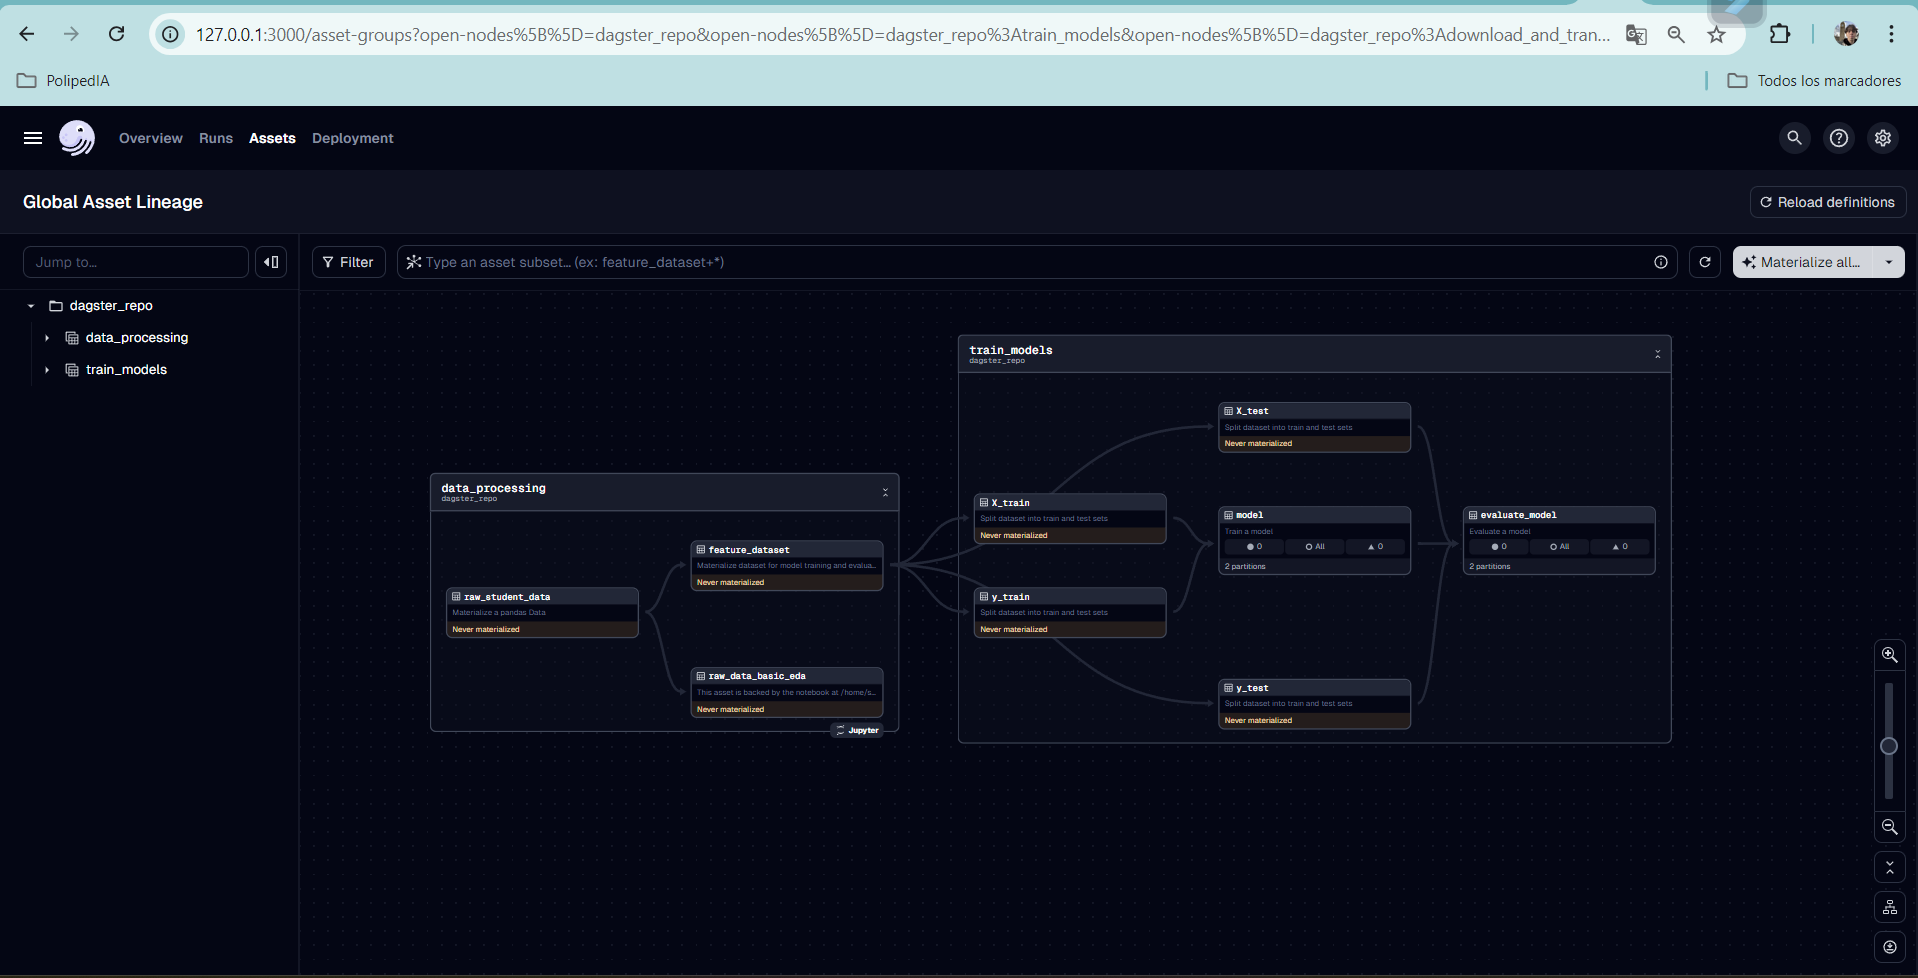 127.0.0.1:3000/asset-groups?open-nodes%5B%5D=dagster_repo&open-nodes%5B%5D=dagster_repo%3Atrain_models&open-nodes%5B%5D=dagster_repo%3Adownload_and_tran...
PolipedIA
Todos los marcadores
Overview Runs Assets Deployment
Global Asset Lineage
Reload definitions
Jump to...
Filter
Type an asset subset... (ex: feature_dataset+*)
Materialize all...
dagster_repo
data_processing
train_models
train_models
dagster_repo
X_test
Split dataset into train and test sets
Never materialized
data_processing
dagster_repo
X_train
Split dataset into train and test sets
Never materialized
model
Train a model
0 All 0
2 partitions
evaluate_model
Evaluate a model
0 All 0
2 partitions
feature_dataset
Materialize dataset for model training and evalua...
Never materialized
raw_student_data
Materialize a pandas Data
Never materialized
y_train
Split dataset into train and test sets
Never materialized
raw_data_basic_eda
This asset is backed by the notebook at /home/s...
Never materialized
Jupyter
y_test
Split dataset into train and test sets
Never materialized